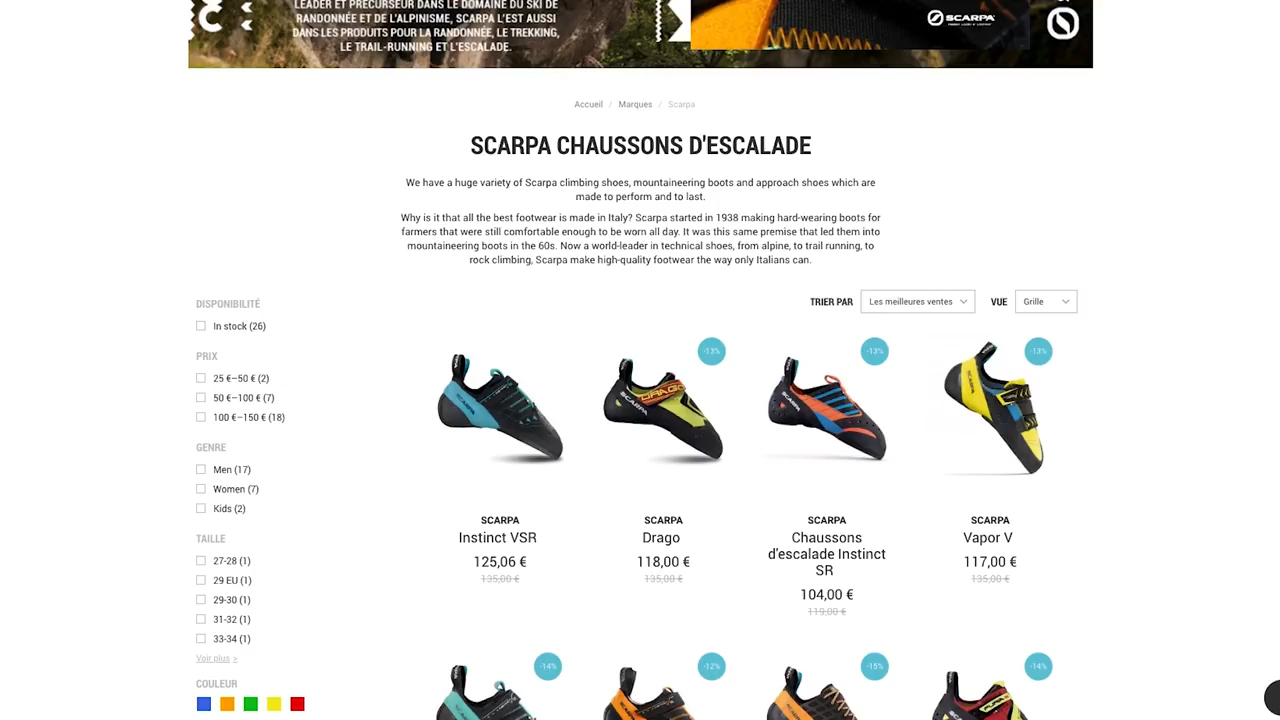 LEADER ET PRÉCURSEUR DANS LE DOMAINE DU SKI DE
RANDONNÉE ET DE L'ALPINISME, SCARPA L'EST AUSSI
DANS LES PRODUITS POUR LA RANDONNÉE, LE TREKKING,
LE TRAIL-RUNNING ET L'ESCALADE.
SCARPA
Accueil / Marques / Scarpa
SCARPA CHAUSSONS D'ESCALADE
We have a huge variety of Scarpa climbing shoes, mountaineering boots and approach shoes which are
made to perform and to last.
Why is it that all the best footwear is made in Italy? Scarpa started in 1938 making hard-wearing boots for
farmers that were still comfortable enough to be worn all day. It was this same premise that led them into
mountaineering boots in the 60s. Now a world-leader in technical shoes, from alpine, to trail running, to
rock climbing, Scarpa make high-quality footwear the way only Italians can.
TRIER PAR Les meilleures ventes VUE Grille
DISPONIBILITÉ
In stock (26)
PRIX
25 €–50 € (2)
50 €–100 € (7)
100 €–150 € (18)
GENRE
Men (17)
Women (7)
Kids (2)
TAILLE
27-28 (1)
29 EU (1)
29-30 (1)
31-32 (1)
33-34 (1)
Voir plus >
COULEUR
-13% -13% -13%
DRAGO
SCARPA
SCARPA
SCARPA SCARPA SCARPA SCARPA
Instinct VSR
125,06 €
135,00 €
Drago
118,00 €
135,00 €
Chaussons
d'escalade Instinct
SR
104,00 €
119,00 €
Vapor V
117,00 €
135,00 €
-14% -12% -15% -14%